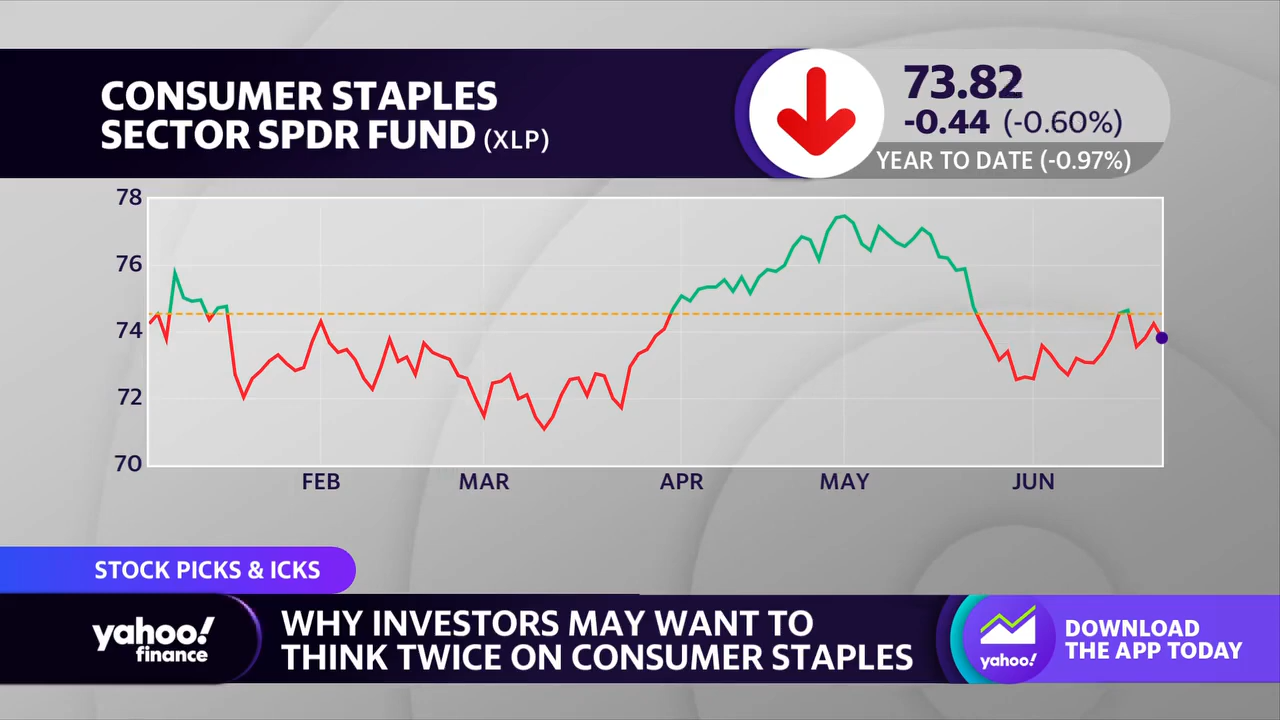 CONSUMER STAPLES
SECTOR SPDR FUND (XLP)
73.82
-0.44 (-0.60%)
YEAR TO DATE (-0.97%)
78
76
74
72
70
FEB MAR APR MAY JUN
STOCK PICKS & ICKS
yahoo!
finance
WHY INVESTORS MAY WANT TO
THINK TWICE ON CONSUMER STAPLES
yahoo!
DOWNLOAD
THE APP TODAY